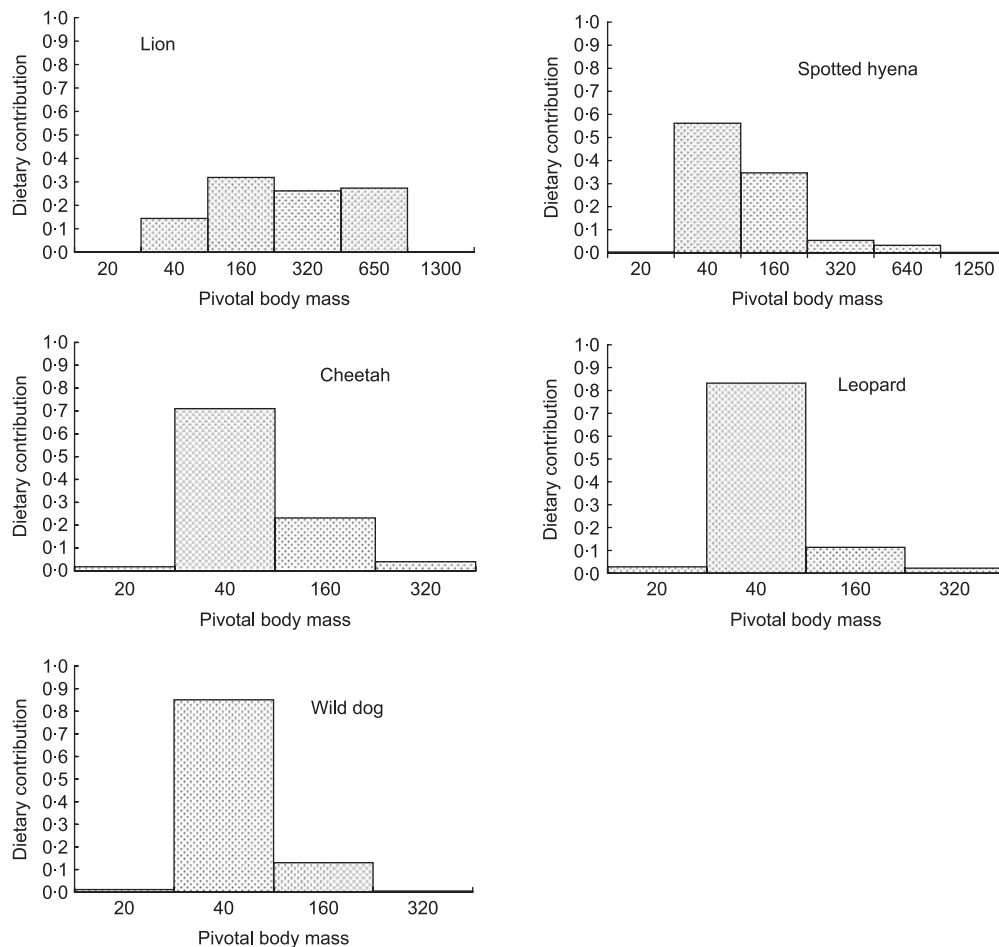 Lion
Dietary contribution
1·0
0·9
0·8
0·7
0·6
0·5
0·4
0·3
0·2
0·1
0·0
20 40 160 320 650 1300
Pivotal body mass
Spotted hyena
Dietary contribution
1·0
0·9
0·8
0·7
0·6
0·5
0·4
0·3
0·2
0·1
0·0
20 40 160 320 640 1250
Pivotal body mass
Cheetah
Dietary contribution
1·0
0·9
0·8
0·7
0·6
0·5
0·4
0·3
0·2
0·1
0·0
20 40 160 320
Pivotal body mass
Leopard
Dietary contribution
1·0
0·9
0·8
0·7
0·6
0·5
0·4
0·3
0·2
0·1
0·0
20 40 160 320
Pivotal body mass
Wild dog
Dietary contribution
1·0
0·9
0·8
0·7
0·6
0·5
0·4
0·3
0·2
0·1
0·0
20 40 160 320
Pivotal body mass